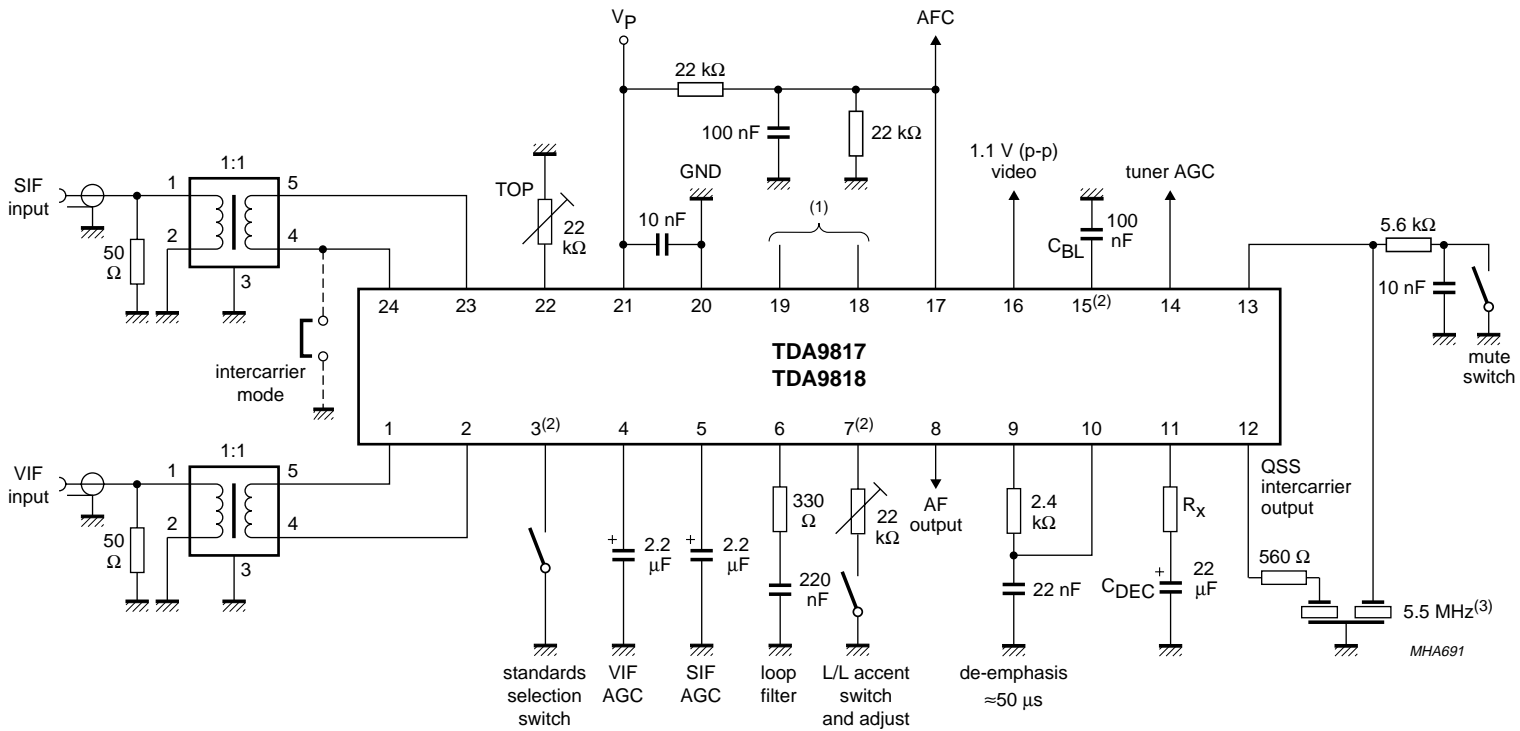 VP
AFC
22 kΩ
100 nF
22 kΩ
1:1
SIF
input
1
5
2
4
50
Ω
3
TOP
22
kΩ
GND
10 nF
(1)
1.1 V (p-p)
video
CBL
100
nF
tuner AGC
5.6 kΩ
10 nF
mute
switch
24
23
22
21
20
19
18
17
16
15(2)
14
13
intercarrier
mode
TDA9817
TDA9818
1
2
3(2)
4
5
6
7(2)
8
9
10
11
12
1:1
VIF
input
1
5
2
4
50
Ω
3
standards
selection
switch
+
2.2
µF
VIF
AGC
+
2.2
µF
SIF
AGC
330
Ω
220
nF
loop
filter
22
kΩ
L/L accent
switch
and adjust
AF
output
2.4
kΩ
22 nF
de-emphasis
≈50 µs
RX
CDEC
+
22
µF
QSS
intercarrier
output
560 Ω
5.5 MHz(3)
MHA691